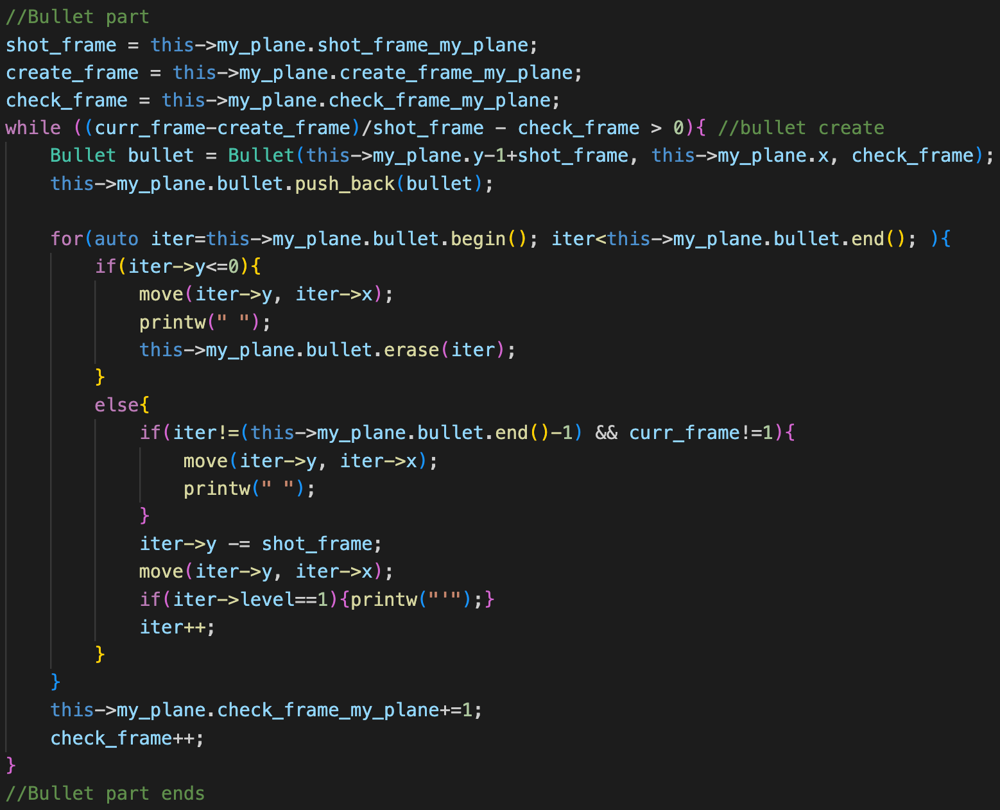 //Bullet part
shot_frame = this->my_plane.shot_frame_my_plane;
create_frame = this->my_plane.create_frame_my_plane;
check_frame = this->my_plane.check_frame_my_plane;
while ((curr_frame-create_frame)/shot_frame - check_frame > 0){ //bullet create
    Bullet bullet = Bullet(this->my_plane.y-1+shot_frame, this->my_plane.x, check_frame);
    this->my_plane.bullet.push_back(bullet);

    for(auto iter=this->my_plane.bullet.begin(); iter<this->my_plane.bullet.end(); ){
        if(iter->y<=0){
            move(iter->y, iter->x);
            printw(" ");
            this->my_plane.bullet.erase(iter);
        }
        else{
            if(iter!=(this->my_plane.bullet.end()-1) && curr_frame!=1){
                move(iter->y, iter->x);
                printw(" ");
            }
            iter->y -= shot_frame;
            move(iter->y, iter->x);
            if(iter->level==1){printw("'");}
            iter++;
        }
    }
    this->my_plane.check_frame_my_plane+=1;
    check_frame++;
}
//Bullet part ends